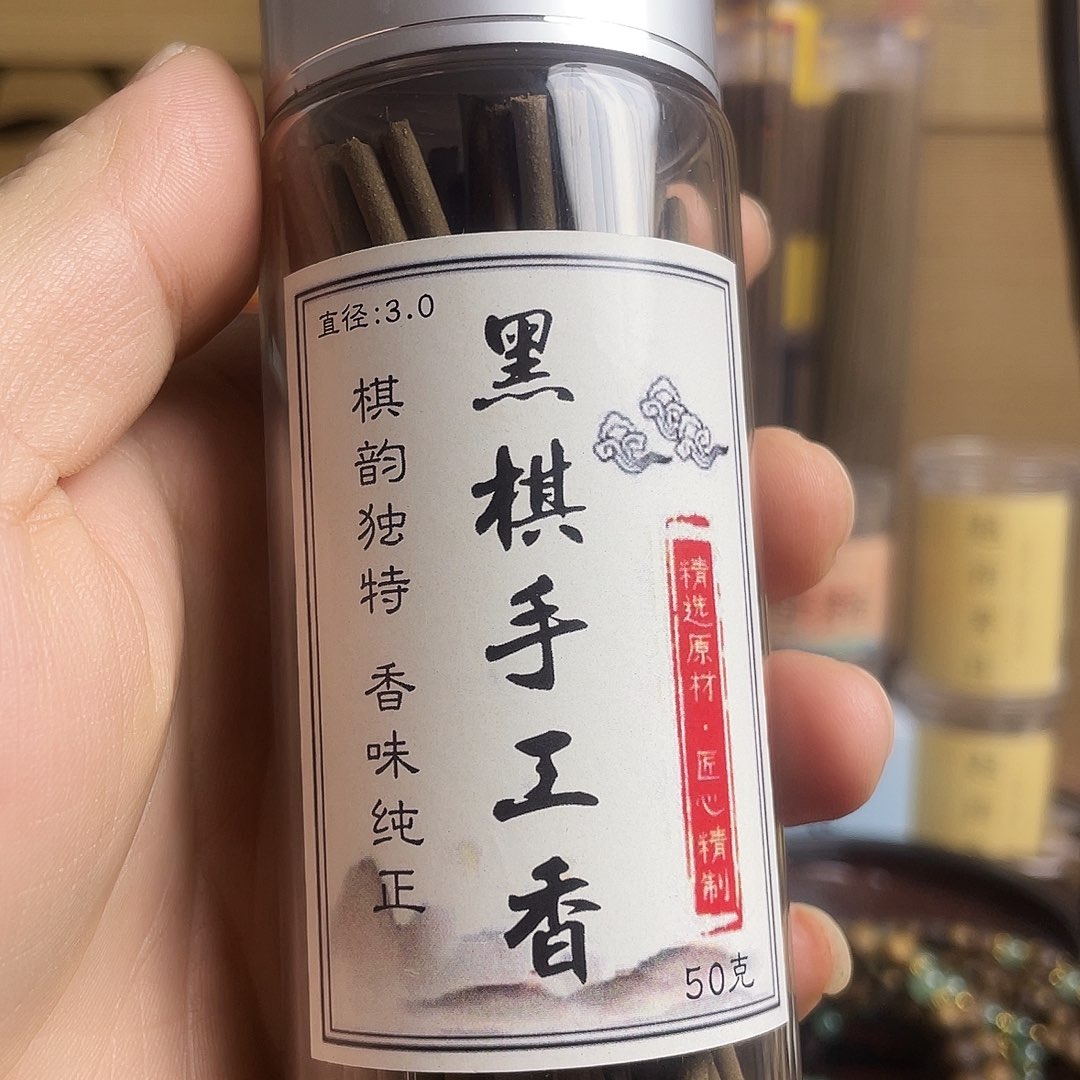 直径:3.0
黑棋手工香
棋韵独特 香味纯正
精选原材·匠心精制
50克